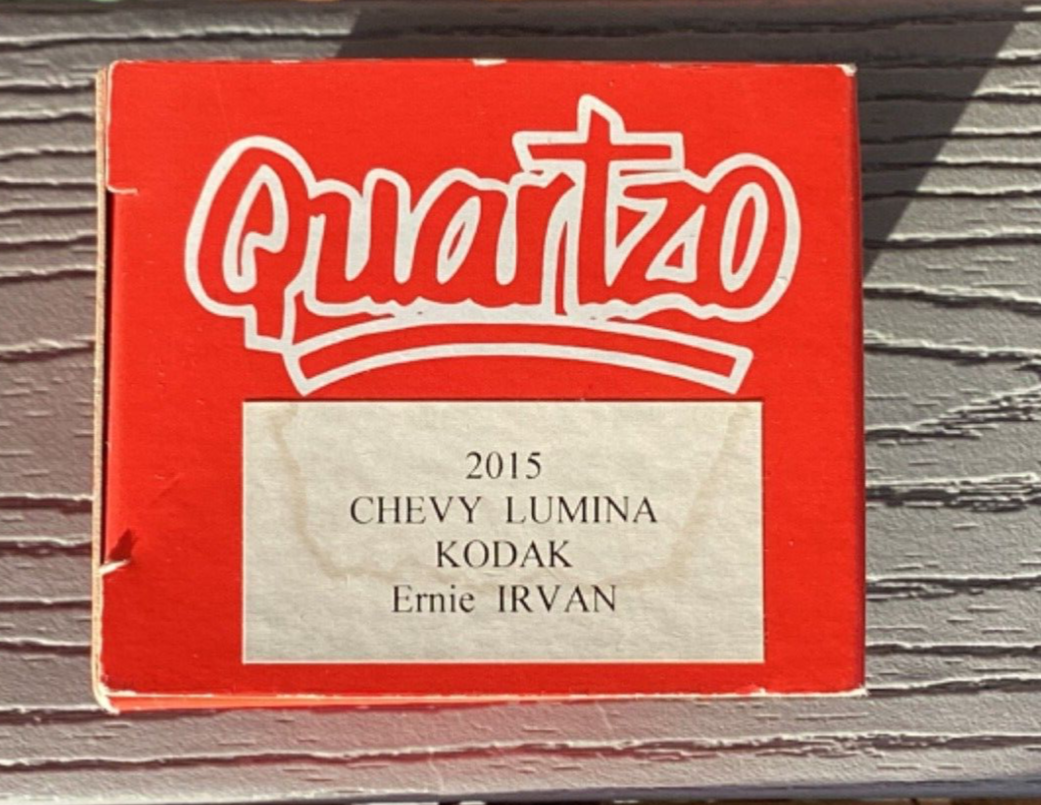 Quartzo
2015
CHEVY LUMINA
KODAK
Ernie IRVAN